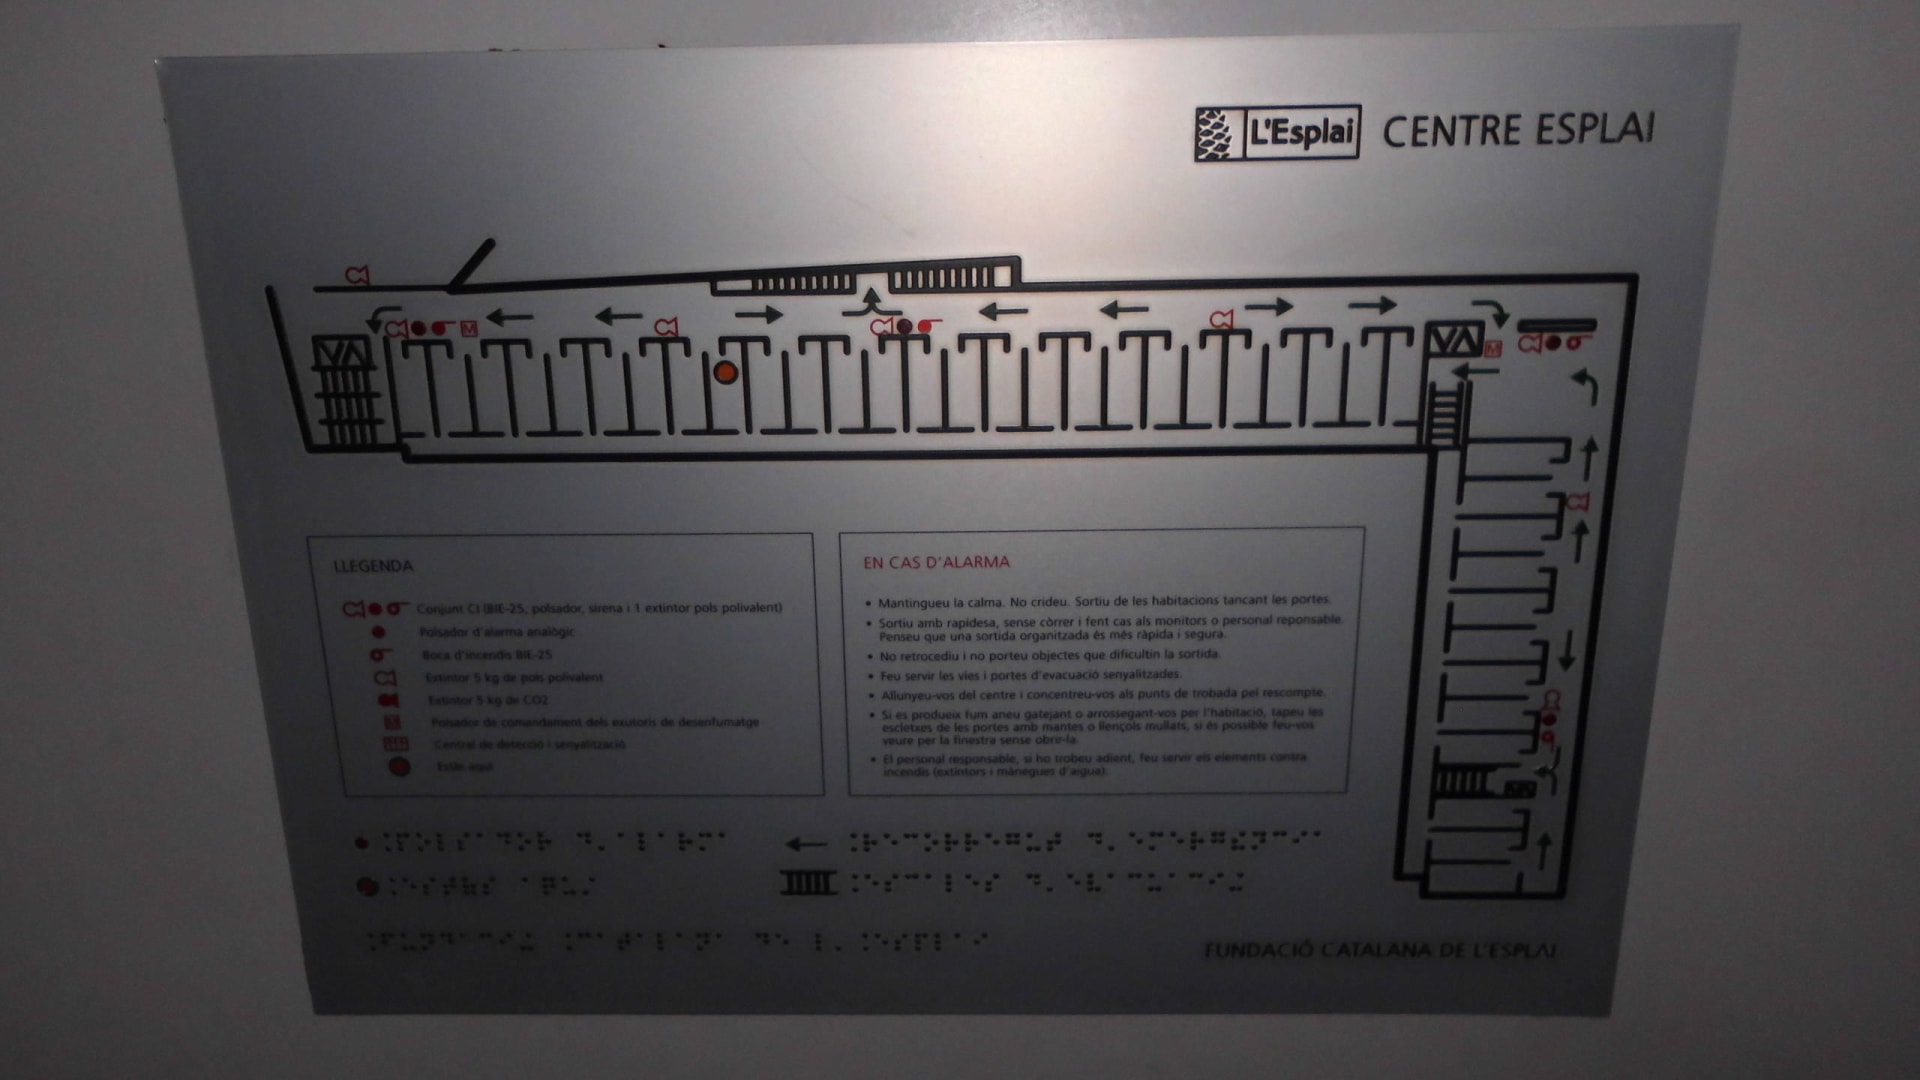 L'Esplai CENTRE ESPLAI
LLEGENDA
Conjunt CI (BIE-25, polsador, sirena i 1 extintor pols polivalent)
Polsador d'alarma analògic
Boca d'incendis BIE-25
Extintor 5 kg de pols polivalent
Extintor 5 kg de CO2
M Polsador de comandament dels exutoris de desenfumatge
Central de detecció i senyalització
Estàs aquí
EN CAS D'ALARMA
• Mantingueu la calma. No crideu. Sortiu de les habitacions tancant les portes.
• Sortiu amb rapidesa, sense córrer i fent cas als monitors o personal reponsable.
Penseu que una sortida organitzada és més ràpida i segura.
• No retrocediu i no porteu objectes que dificultin la sortida.
• Feu servir les vies i portes d'evacuació senyalitzades.
• Allunyeu-vos del centre i concentreu-vos als punts de trobada pel rescompte.
• Si es produeix fum aneu gatejant o arrossegant-vos per l'habitació, tapeu les
escletxes de les portes amb mantes o llençols mullats, si és possible feu-vos
veure per la finestra sense obrir-la.
• El personal responsable, si ho trobeu adient, feu servir els elements contra
incendis (extintors i mànegues d'aigua).
FUNDACIÓ CATALANA DE L'ESPLAI